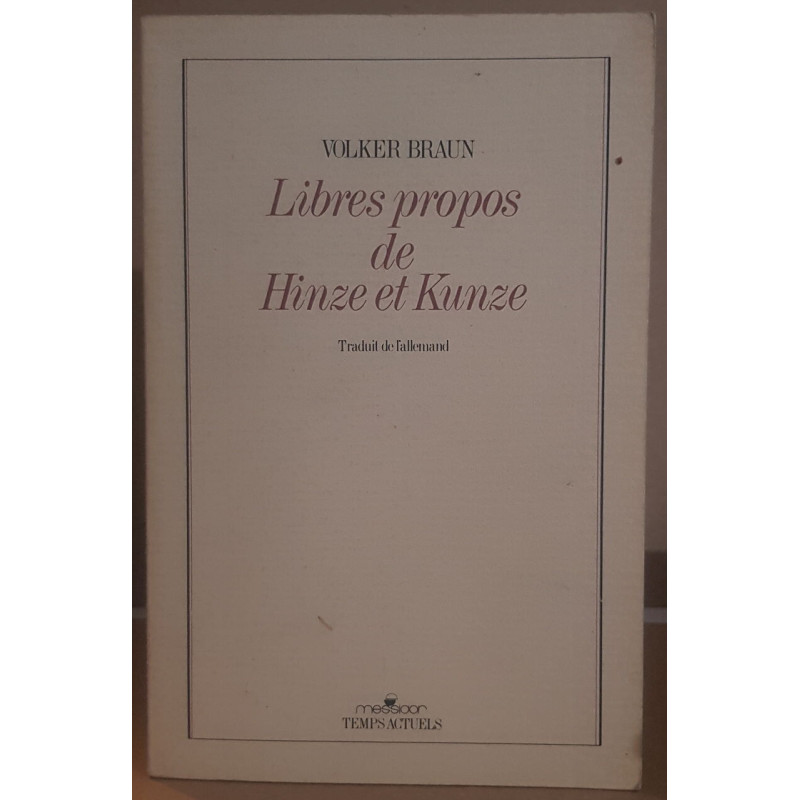 VOLKER BRAUN
Libres propos
de
Hinze et Kunze
Traduit de l'allemand
messidor
TEMPS ACTUELS